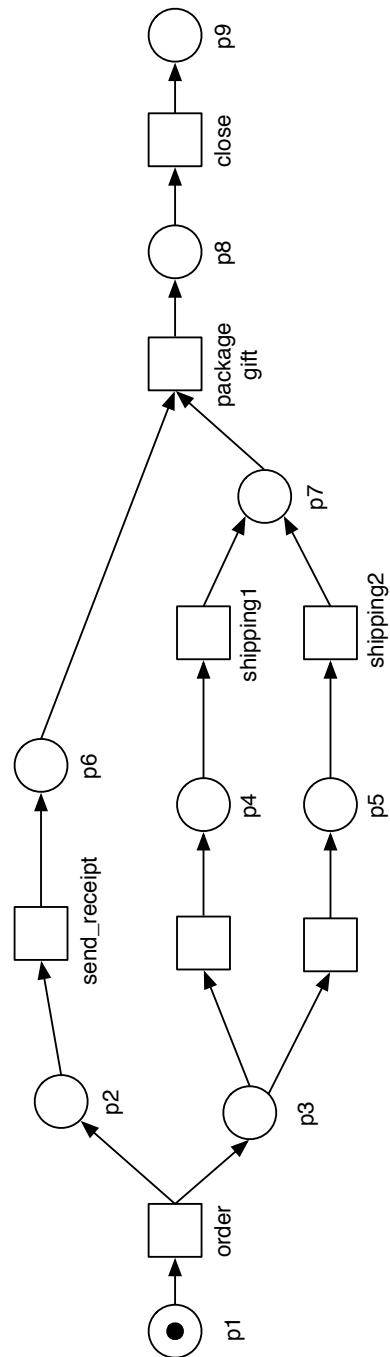 p1
order
p2
p3
send_receipt
p6
p4
p5
shipping1
shipping2
p7
package
gift
p8
close
p9